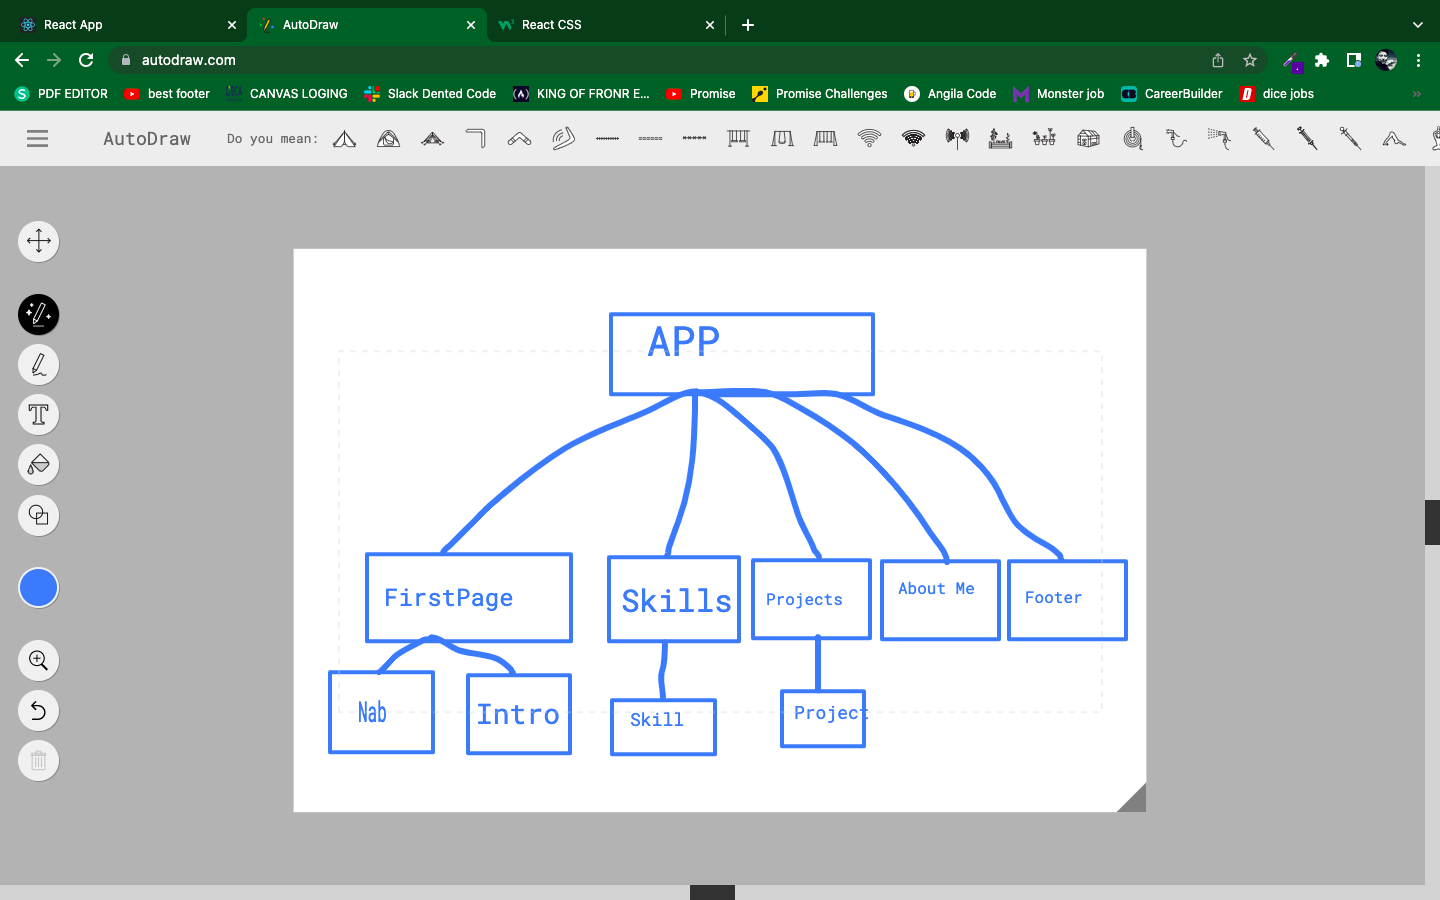 React App
AutoDraw
React CSS
autodraw.com
PDF EDITOR
best footer
CANVAS LOGING
Slack Dented Code
KING OF FRONR E...
Promise
Promise Challenges
Angila Code
Monster job
CareerBuilder
dice jobs
AutoDraw
Do you mean:
APP
FirstPage
Skills
Projects
About Me
Footer
Nab
Intro
Skill
Project